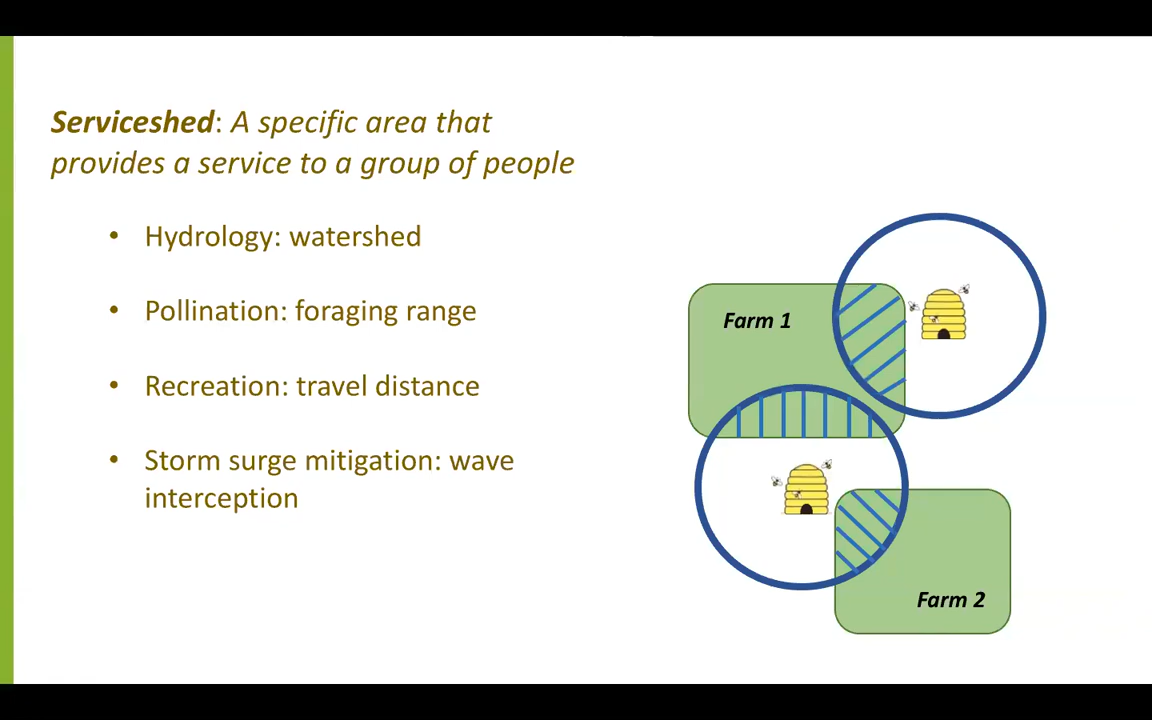 Serviceshed: A specific area that
provides a service to a group of people
• Hydrology: watershed
• Pollination: foraging range
• Recreation: travel distance
• Storm surge mitigation: wave
interception
Farm 1
Farm 2